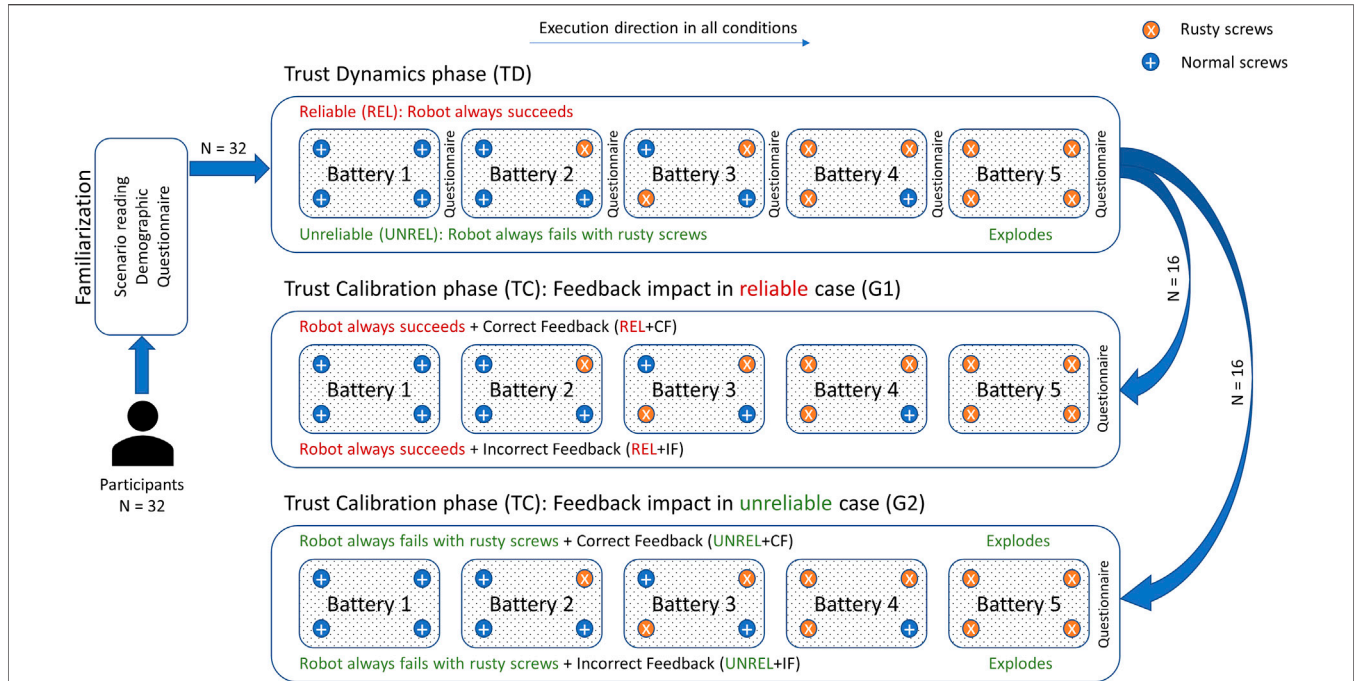 Execution direction in all conditions
x Rusty screws
+ Normal screws
Trust Dynamics phase (TD)
Reliable (REL): Robot always succeeds
N = 32
Familiarization
Scenario reading
Demographic
Questionnaire
+ + + x + x x x x x
Battery 1
Questionnaire
Battery 2
Questionnaire
Battery 3
Questionnaire
Battery 4
Questionnaire
Battery 5
Questionnaire
+ + + + x + x + x x
Unreliable (UNREL): Robot always fails with rusty screws
Explodes
N = 16
N = 16
Participants
N = 32
Trust Calibration phase (TC): Feedback impact in reliable case (G1)
Robot always succeeds + Correct Feedback (REL+CF)
+ + + x + x x x x x
Battery 1
Battery 2
Battery 3
Battery 4
Battery 5
Questionnaire
+ + + + x + x + x x
Robot always succeeds + Incorrect Feedback (REL+IF)
Trust Calibration phase (TC): Feedback impact in unreliable case (G2)
Robot always fails with rusty screws + Correct Feedback (UNREL+CF)
Explodes
+ + + x + x x x x x
Battery 1
Battery 2
Battery 3
Battery 4
Battery 5
Questionnaire
+ + + + x + x + x x
Robot always fails with rusty screws + Incorrect Feedback (UNREL+IF)
Explodes